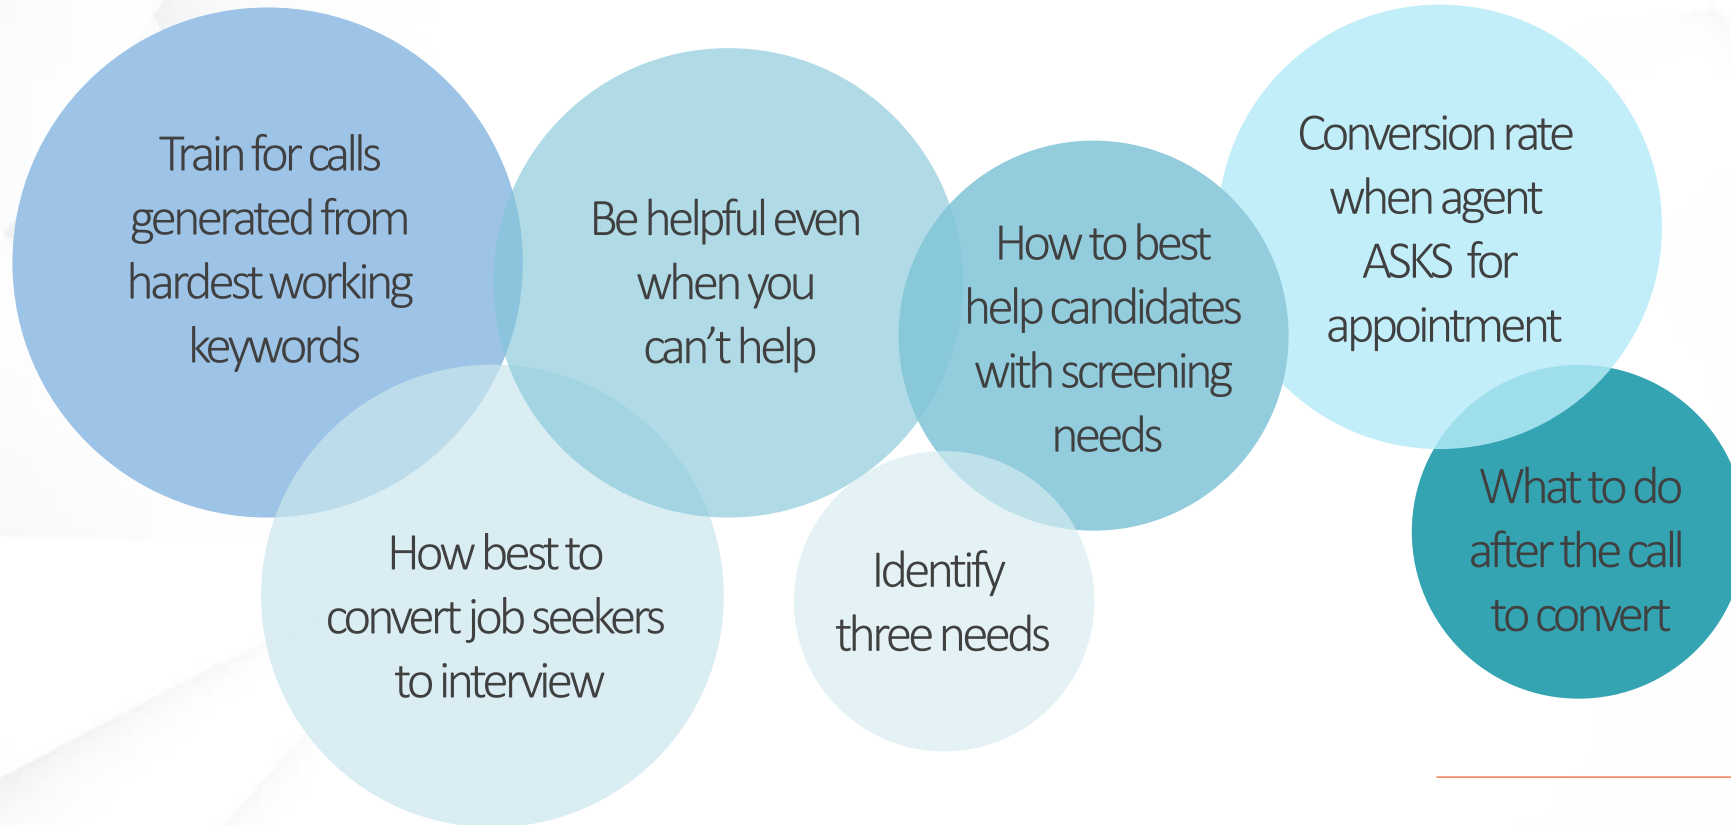 Train for calls
generated from
hardest working
keywords
Be helpful even
when you
can’t help
How to best
help candidates
with screening
needs
Conversion rate
when agent
ASKS for
appointment
How best to
convert job seekers
to interview
Identify
three needs
What to do
after the call
to convert